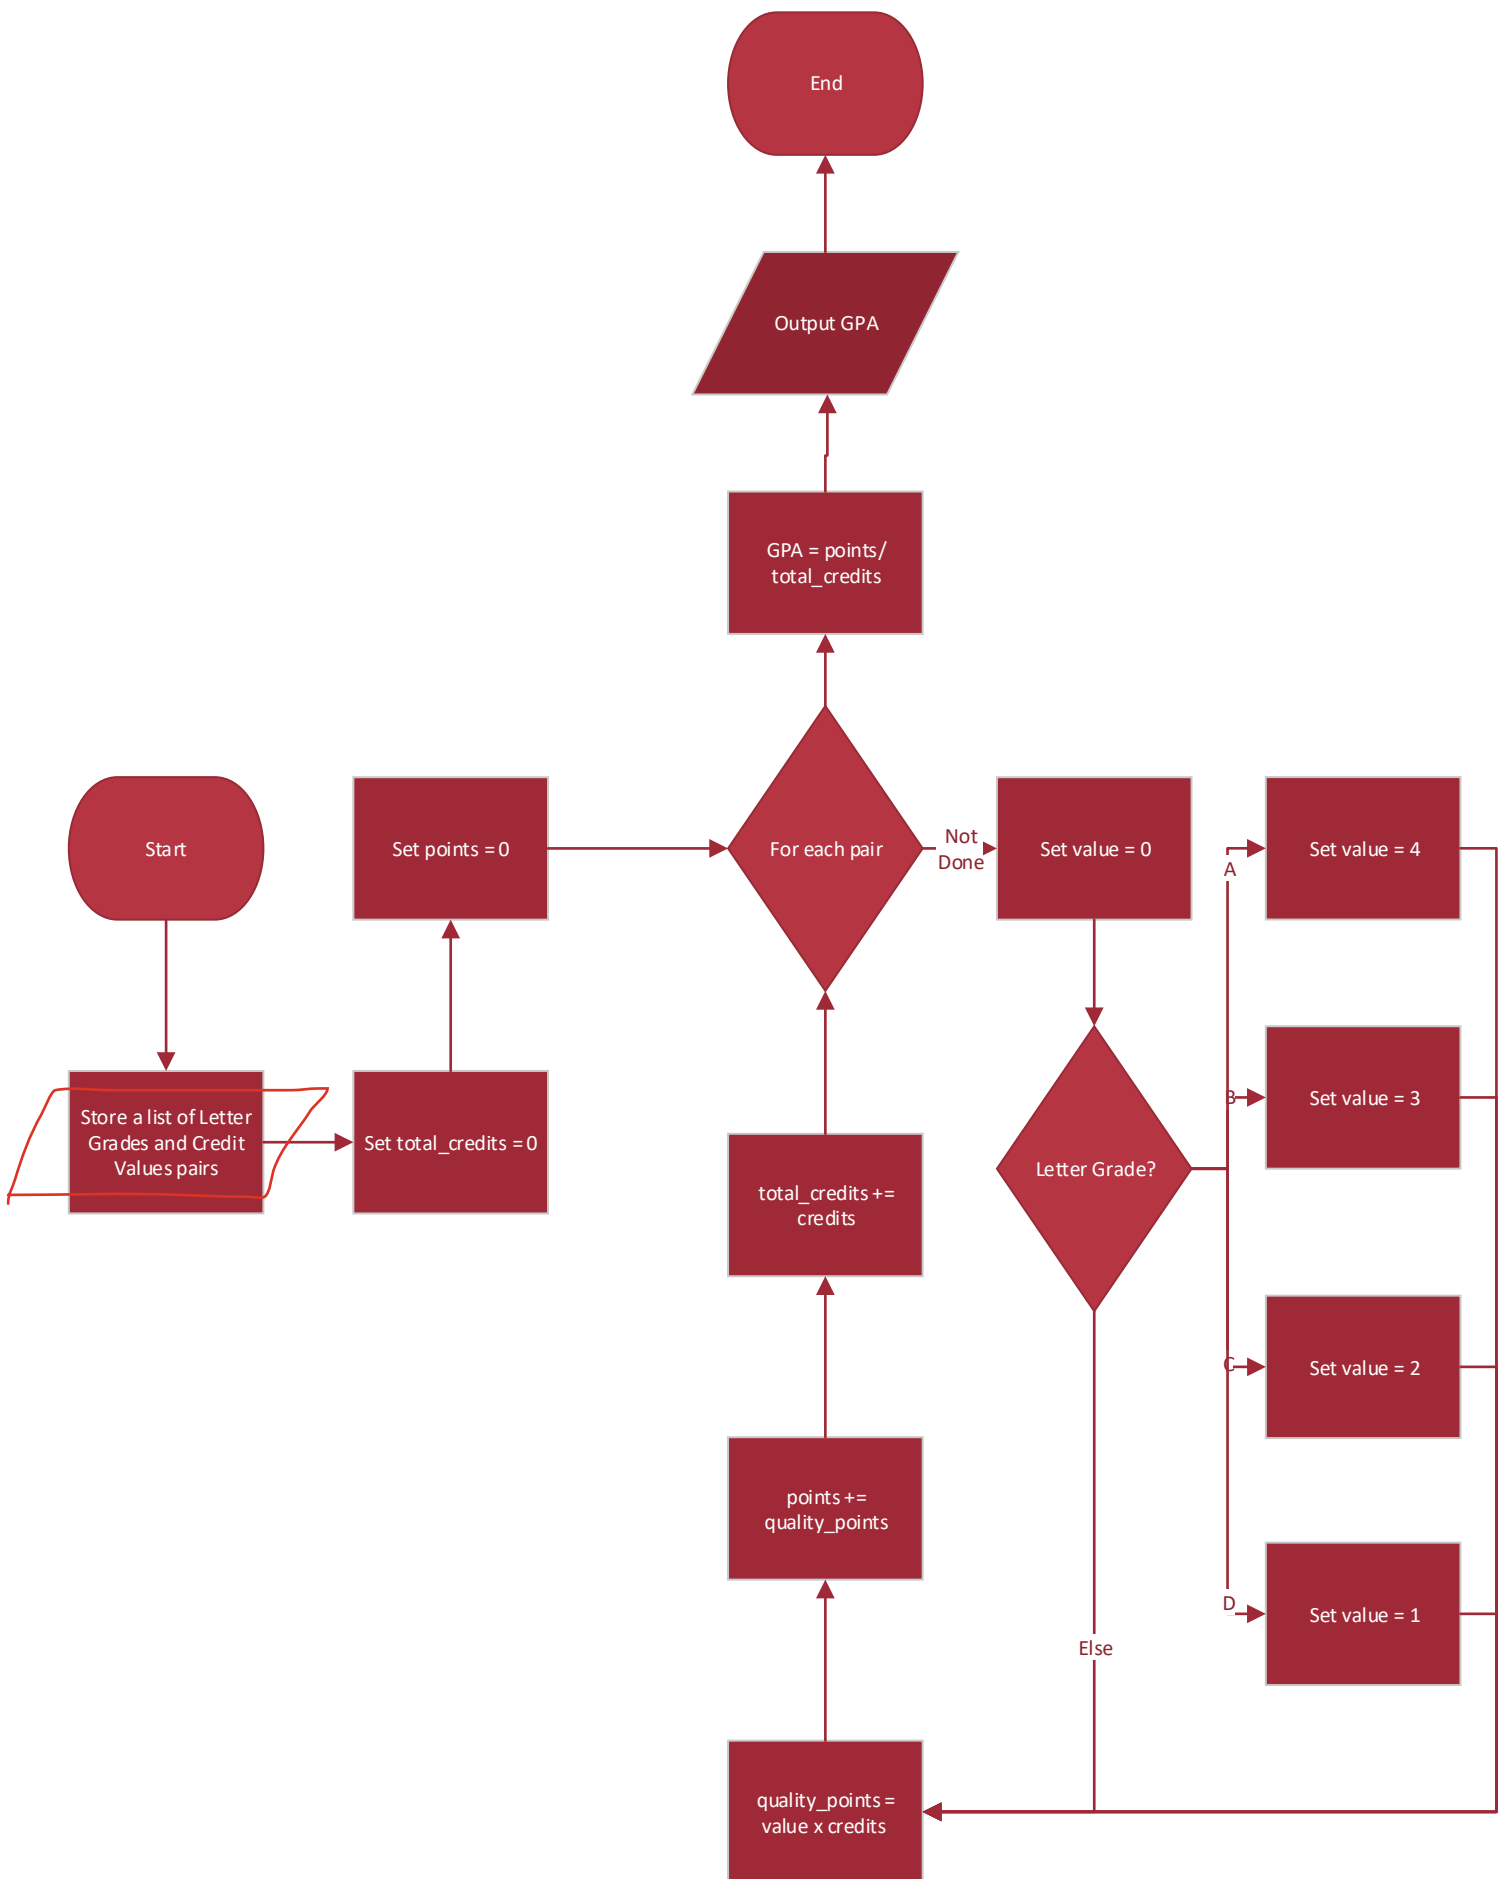 End
Output GPA
GPA = points/
total_credits
Start
Set points = 0
For each pair
Not
Done
Set value = 0
A
Set value = 4
Store a list of Letter
Grades and Credit
Values pairs
Set total_credits = 0
total_credits +=
credits
Letter Grade?
B
Set value = 3
C
Set value = 2
points +=
quality_points
D
Set value = 1
Else
quality_points =
value x credits